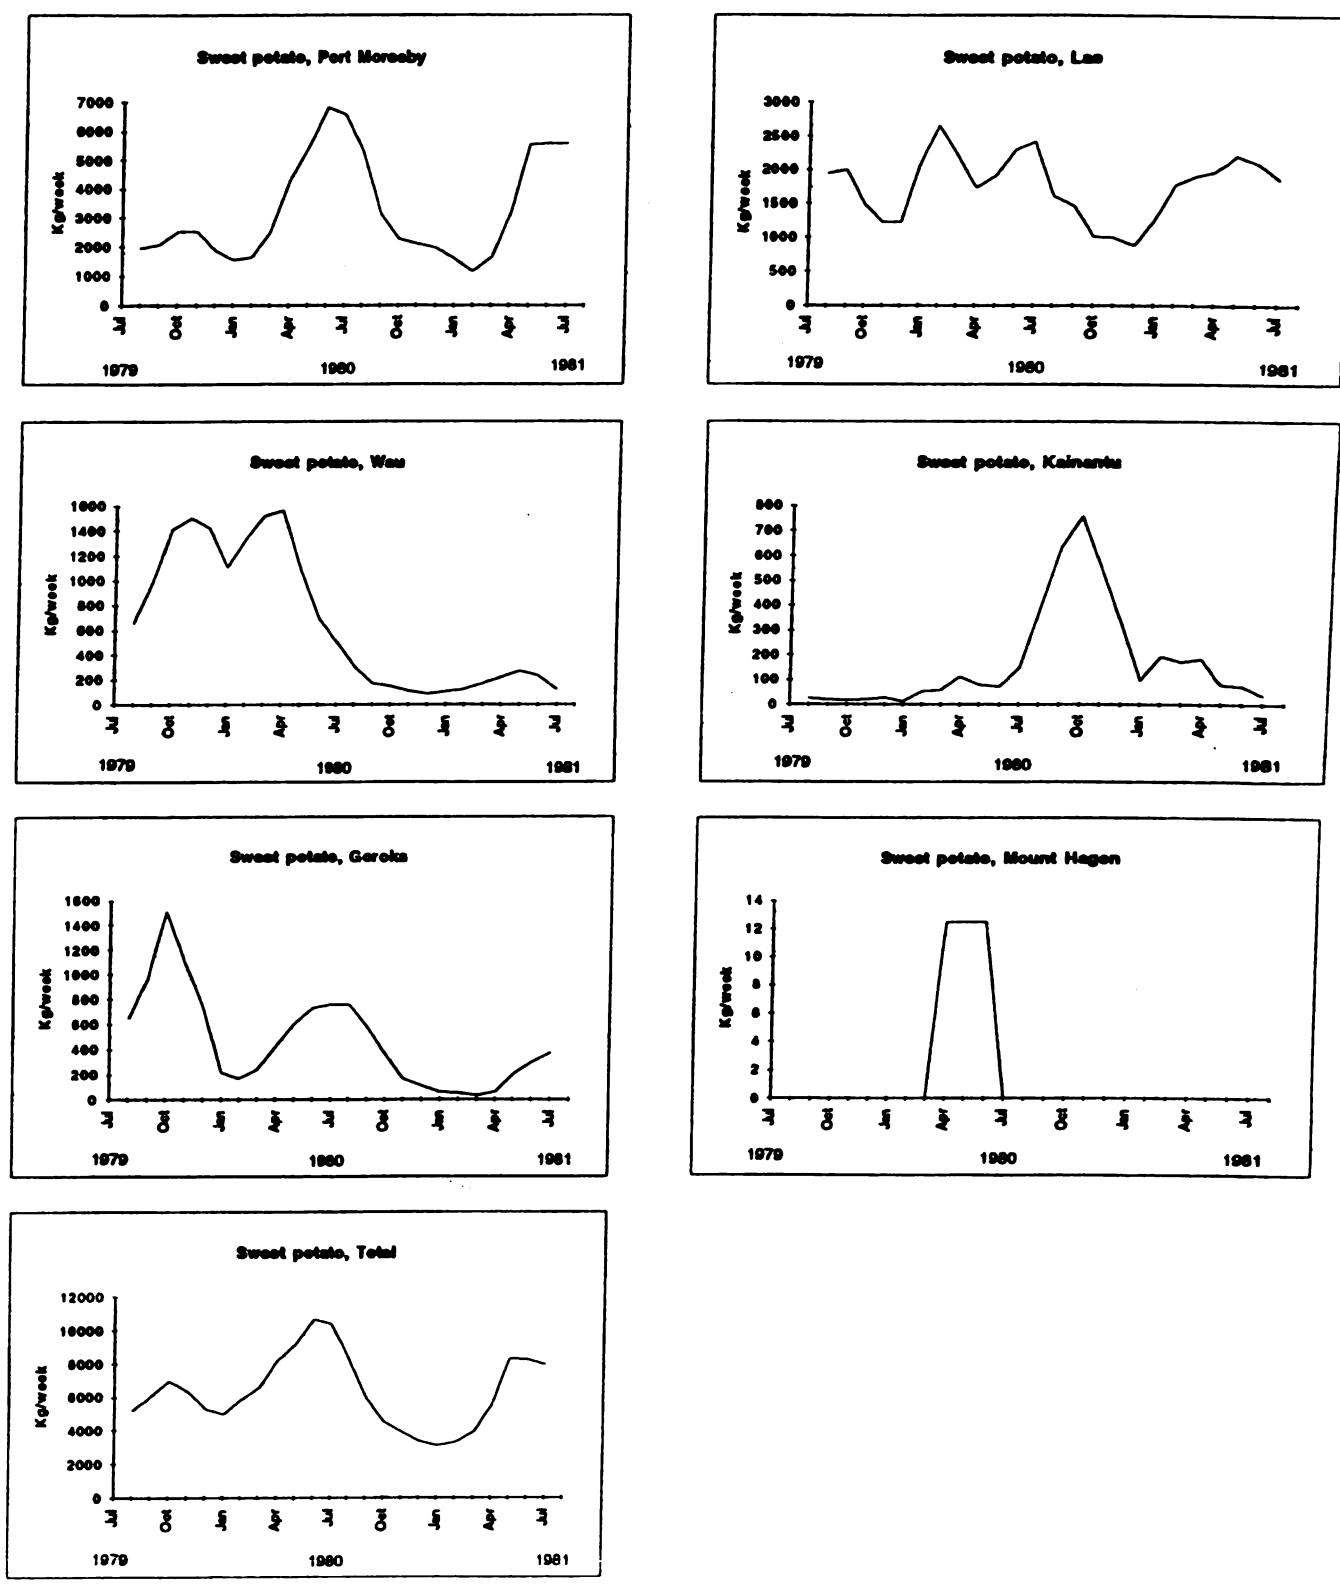 Sweet potato, Port Moresby
7000
6000
5000
4000
3000
2000
1000
0
Kg/week
Jul Oct Jan Apr Jul Oct Jan Apr Jul
1979 1980 1981
Sweet potato, Lae
3000
2500
2000
1500
1000
500
0
Kg/week
Jul Oct Jan Apr Jul Oct Jan Apr Jul
1979 1980 1981
Sweet potato, Wau
1600
1400
1200
1000
800
600
400
200
0
Kg/week
Jul Oct Jan Apr Jul Oct Jan Apr Jul
1979 1980 1981
Sweet potato, Kainantu
800
700
600
500
400
300
200
100
0
Kg/week
Jul Oct Jan Apr Jul Oct Jan Apr Jul
1979 1980 1981
Sweet potato, Goroka
1600
1400
1200
1000
800
600
400
200
0
Kg/week
Jul Oct Jan Apr Jul Oct Jan Apr Jul
1979 1980 1981
Sweet potato, Mount Hagen
14
12
10
8
6
4
2
0
Kg/week
Jul Oct Jan Apr Jul Oct Jan Apr Jul
1979 1980 1981
Sweet potato, Total
12000
10000
8000
6000
4000
2000
0
Kg/week
Jul Oct Jan Apr Jul Oct Jan Apr Jul
1979 1980 1981